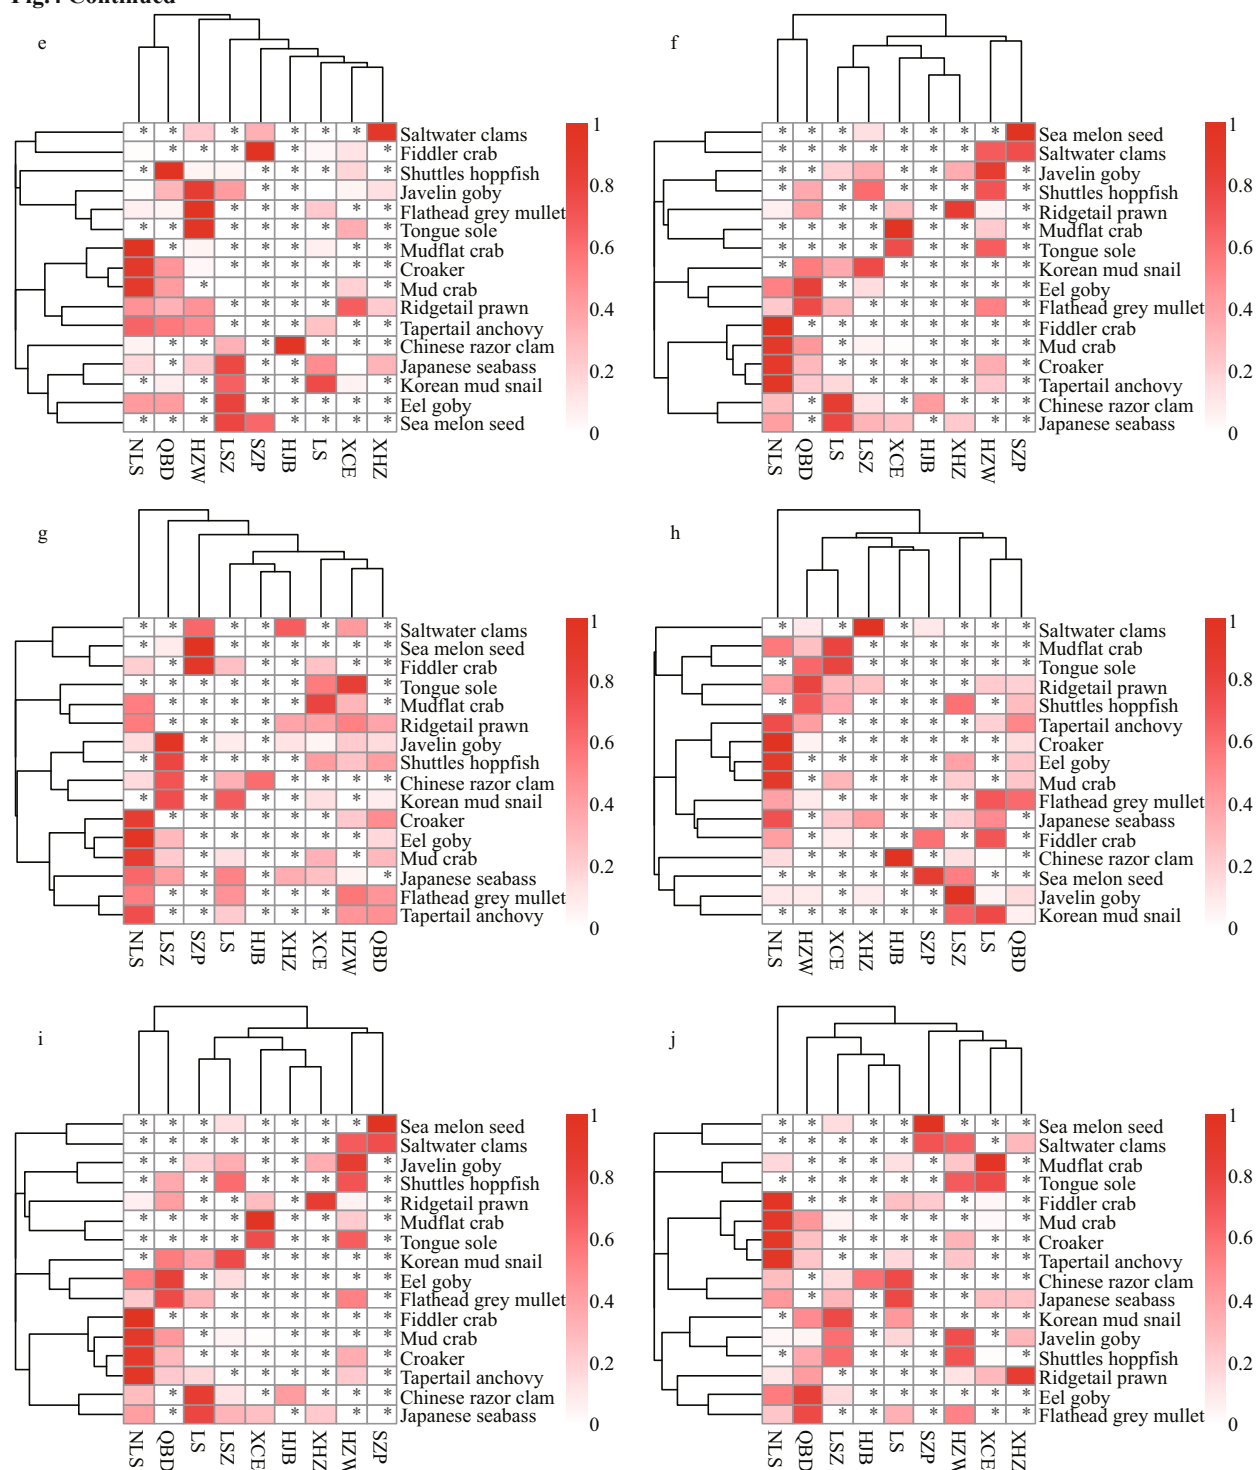 Fig.4 Continued
e
Saltwater clams
Fiddler crab
Shuttles hoppfish
Javelin goby
Flathead grey mullet
Tongue sole
Mudflat crab
Croaker
Mud crab
Ridgetail prawn
Tapertail anchovy
Chinese razor clam
Japanese seabass
Korean mud snail
Eel goby
Sea melon seed
1
0.8
0.6
0.4
0.2
0
NLS QBD HZW LSZ SZP HJB LS XCE XHZ
f
Sea melon seed
Saltwater clams
Javelin goby
Shuttles hoppfish
Ridgetail prawn
Mudflat crab
Tongue sole
Korean mud snail
Eel goby
Flathead grey mullet
Fiddler crab
Mud crab
Croaker
Tapertail anchovy
Chinese razor clam
Japanese seabass
1
0.8
0.6
0.4
0.2
0
NLS QBD LS LSZ XCE HJB XHZ HZW SZP
g
Saltwater clams
Sea melon seed
Fiddler crab
Tongue sole
Mudflat crab
Ridgetail prawn
Javelin goby
Shuttles hoppfish
Chinese razor clam
Korean mud snail
Croaker
Eel goby
Mud crab
Japanese seabass
Flathead grey mullet
Tapertail anchovy
1
0.8
0.6
0.4
0.2
0
NLS LSZ SZP LS HJB XHZ XCE HZW QBD
h
Saltwater clams
Mudflat crab
Tongue sole
Ridgetail prawn
Shuttles hoppfish
Tapertail anchovy
Croaker
Eel goby
Mud crab
Flathead grey mullet
Japanese seabass
Fiddler crab
Chinese razor clam
Sea melon seed
Javelin goby
Korean mud snail
1
0.8
0.6
0.4
0.2
0
NLS HZW XCE XHZ HJB SZP LSZ LS QBD
i
Sea melon seed
Saltwater clams
Javelin goby
Shuttles hoppfish
Ridgetail prawn
Mudflat crab
Tongue sole
Korean mud snail
Eel goby
Flathead grey mullet
Fiddler crab
Mud crab
Croaker
Tapertail anchovy
Chinese razor clam
Japanese seabass
1
0.8
0.6
0.4
0.2
0
NLS QBD LS LSZ XCE HJB XHZ HZW SZP
j
Sea melon seed
Saltwater clams
Mudflat crab
Tongue sole
Fiddler crab
Mud crab
Croaker
Tapertail anchovy
Chinese razor clam
Japanese seabass
Korean mud snail
Javelin goby
Shuttles hoppfish
Ridgetail prawn
Eel goby
Flathead grey mullet
1
0.8
0.6
0.4
0.2
0
NLS QBD LSZ HJB LS SZP HZW XCE XHZ